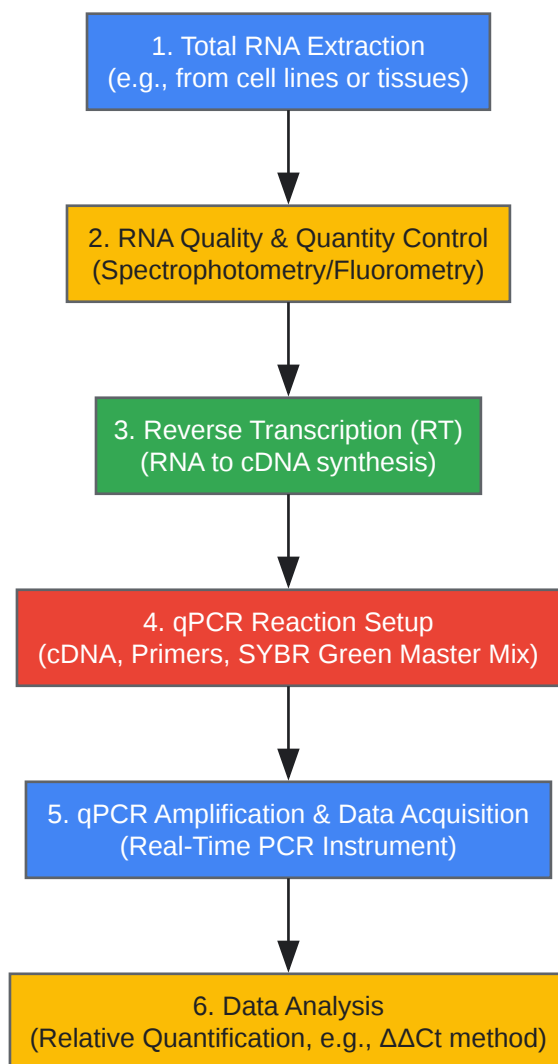 1. Total RNA Extraction
(e.g., from cell lines or tissues)
2. RNA Quality & Quantity Control
(Spectrophotometry/Fluorometry)
3. Reverse Transcription (RT)
(RNA to cDNA synthesis)
4. qPCR Reaction Setup
(cDNA, Primers, SYBR Green Master Mix)
5. qPCR Amplification & Data Acquisition
(Real-Time PCR Instrument)
6. Data Analysis
(Relative Quantification, e.g., ΔΔCt method)